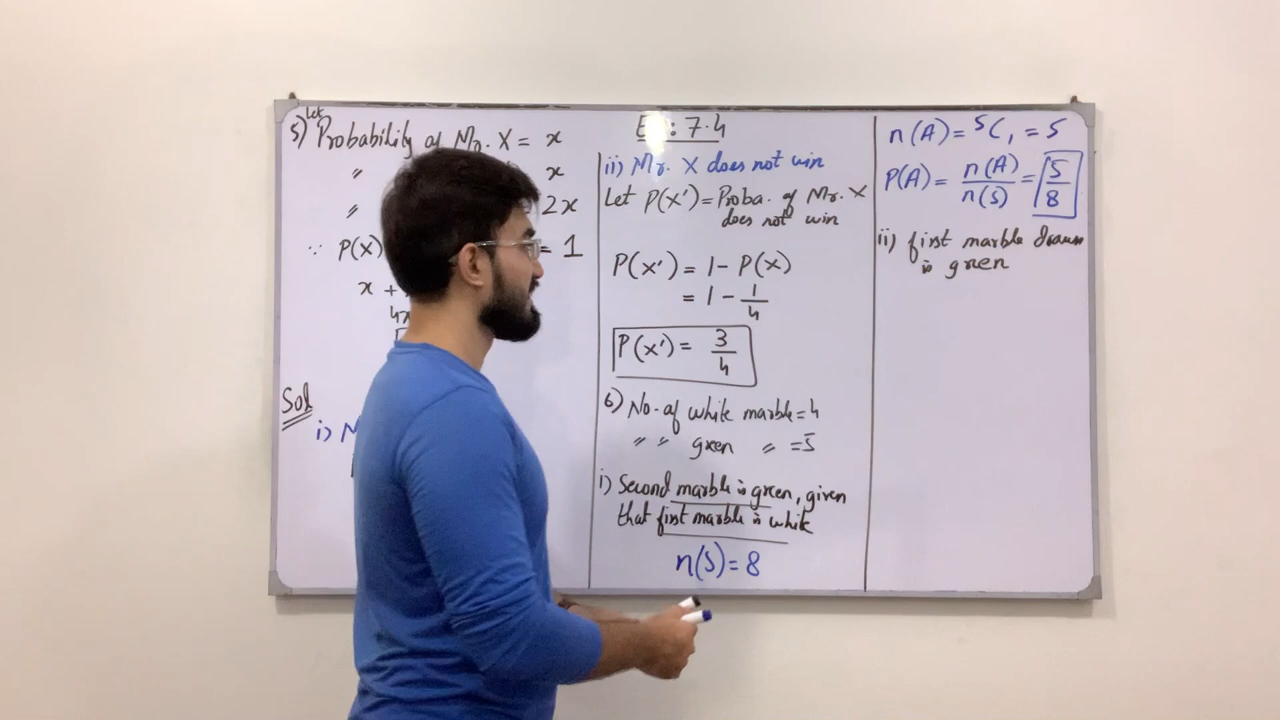 Let
5) Probability of Mr. X = x
〃 x
〃 2x
∵ P(X) = 1
x +
4x
Sol
i) M
Ex: 7.4
ii) Mr. X does not win
Let P(x') = Proba. of Mr. X
does not win
P(x') = 1 - P(x)
= 1 - 1/4
P(x') = 3/4
6) No. of white marble = 4
〃 〃 green 〃 = 5
i) Second marble is green, given
that first marble is white
n(S) = 8
n(A) = ⁵C₁ = 5
P(A) = n(A)/n(S) = 5/8
ii) first marble drawn
is green